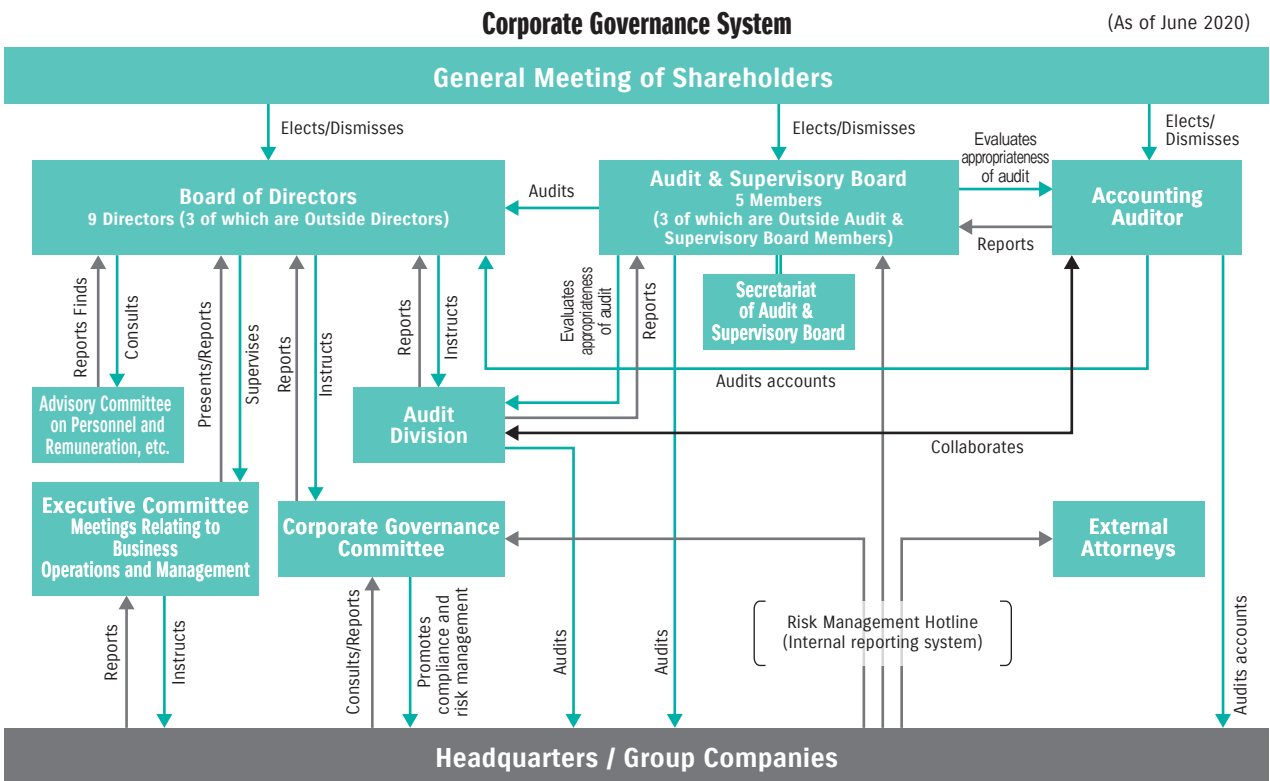 Corporate Governance System
(As of June 2020)
General Meeting of Shareholders
Elects/Dismisses
Elects/Dismisses
Elects/
Dismisses
Board of Directors
9 Directors (3 of which are Outside Directors)
Audits
Audit & Supervisory Board
5 Members
(3 of which are Outside Audit &
Supervisory Board Members)
Evaluates
appropriateness
of audit
Reports
Accounting
Auditor
Secretariat
of Audit &
Supervisory Board
Reports Finds
Consults
Presents/Reports
Supervises
Reports
Instructs
Reports
Instructs
Evaluates
appropriateness
of audit
Reports
Audits accounts
Advisory Committee
on Personnel and
Remuneration, etc.
Audit
Division
Collaborates
Executive Committee
Meetings Relating to
Business
Operations and Management
Corporate Governance
Committee
External
Attorneys
Reports
Instructs
Consults/Reports
Promotes
compliance and
risk management
Audits
Audits
Risk Management Hotline
(Internal reporting system)
Audits accounts
Headquarters / Group Companies